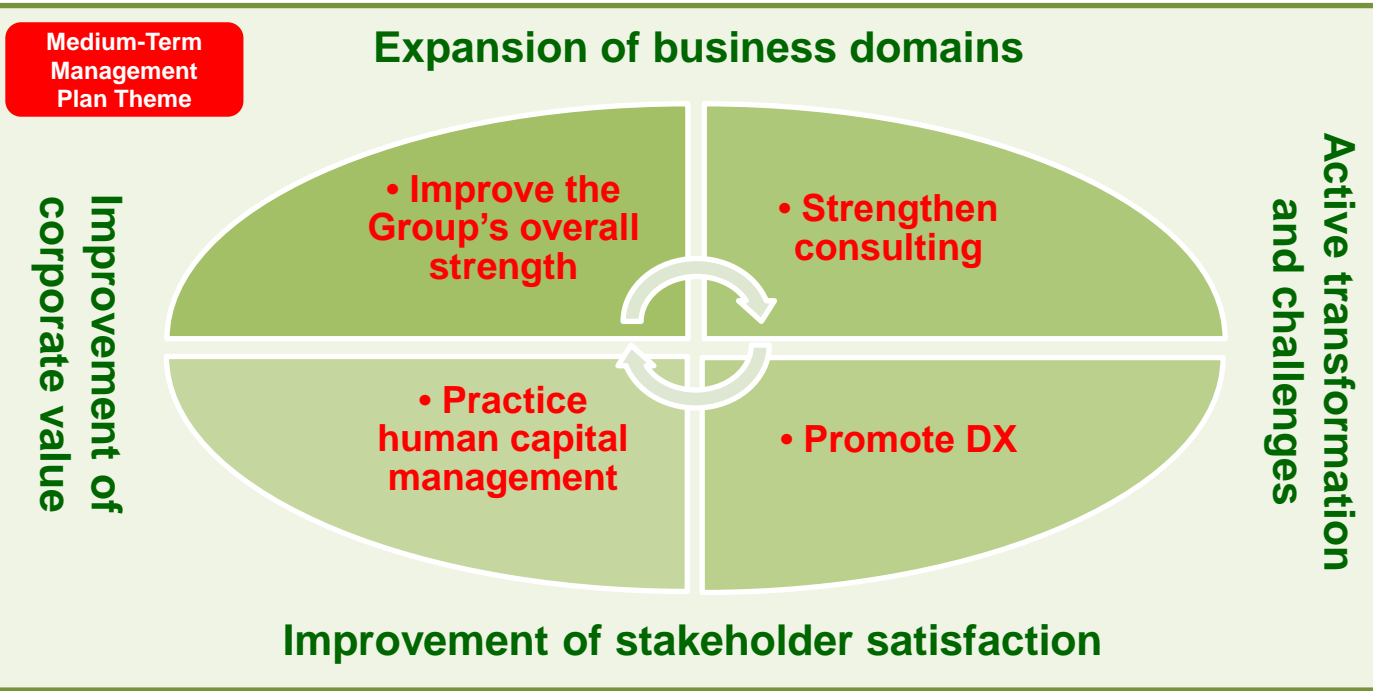 Medium-Term
Management
Plan Theme
Expansion of business domains
• Improve the
Group’s overall
strength
• Strengthen
consulting
• Practice
human capital
management
• Promote DX
Improvement of
corporate value
Active transformation
and challenges
Improvement of stakeholder satisfaction